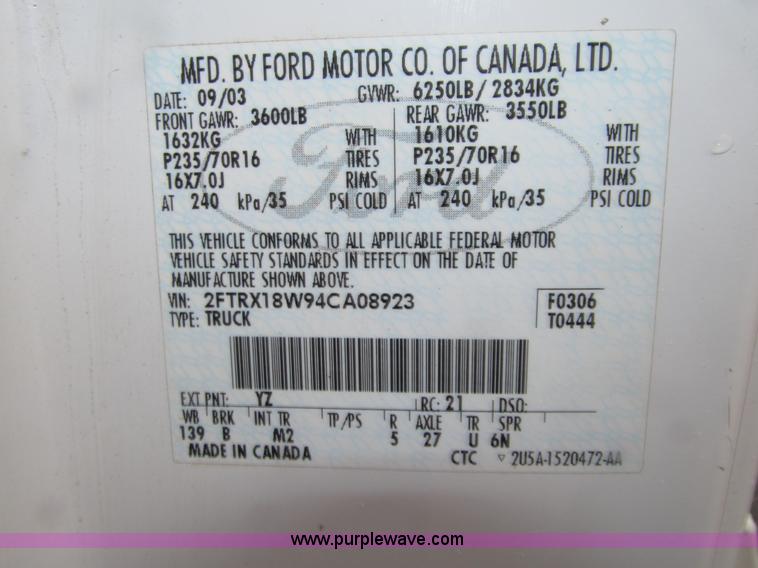 MFD. BY FORD MOTOR CO. OF CANADA, LTD.
DATE: 09/03 GVWR: 6250LB/ 2834KG
FRONT GAWR: 3600LB REAR GAWR: 3550LB
1632KG WITH 1610KG WITH
P235/70R16 TIRES P235/70R16 TIRES
16X7.0J RIMS 16X7.0J RIMS
AT 240 kPa/35 PSI COLD AT 240 kPa/35 PSI COLD
Ford
THIS VEHICLE CONFORMS TO ALL APPLICABLE FEDERAL MOTOR
VEHICLE SAFETY STANDARDS IN EFFECT ON THE DATE OF
MANUFACTURE SHOWN ABOVE.
VIN: 2FTRX18W94CA08923 F0306
TYPE: TRUCK T0444
EXT PNT: YZ RC: 21 DSO:
WB BRK INT TR TP/PS R AXLE TR SPR
139 B M2 5 27 U 6N
MADE IN CANADA CTC ▽ 2U5A-1520472-AA
www.purplewave.com